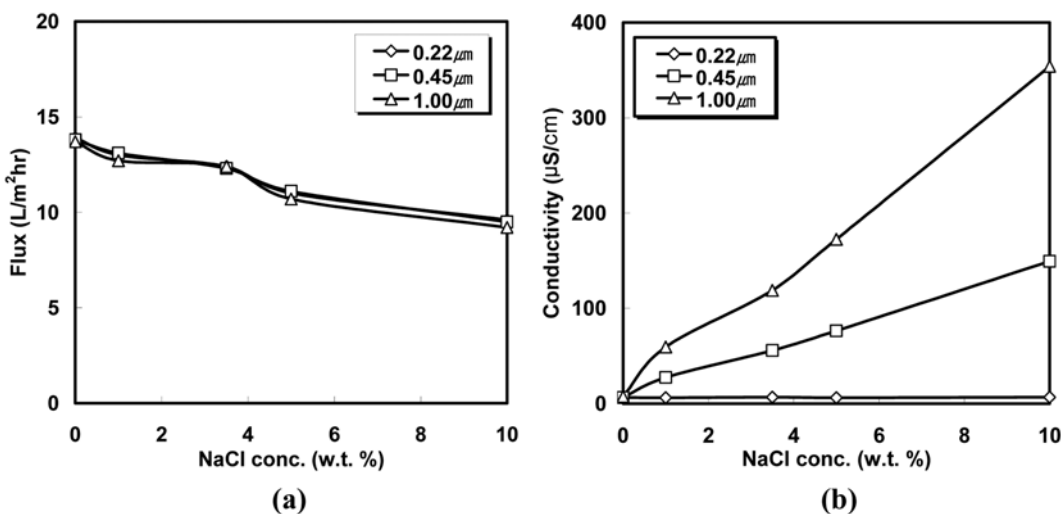 20
15
10
5
0
Flux (L/m²hr)
0.22㎛
0.45㎛
1.00㎛
0 2 4 6 8 10
NaCl conc. (w.t. %)
(a)
400
300
200
100
0
Conductivity (µS/cm)
0.22㎛
0.45㎛
1.00㎛
0 2 4 6 8 10
NaCl conc. (w.t. %)
(b)